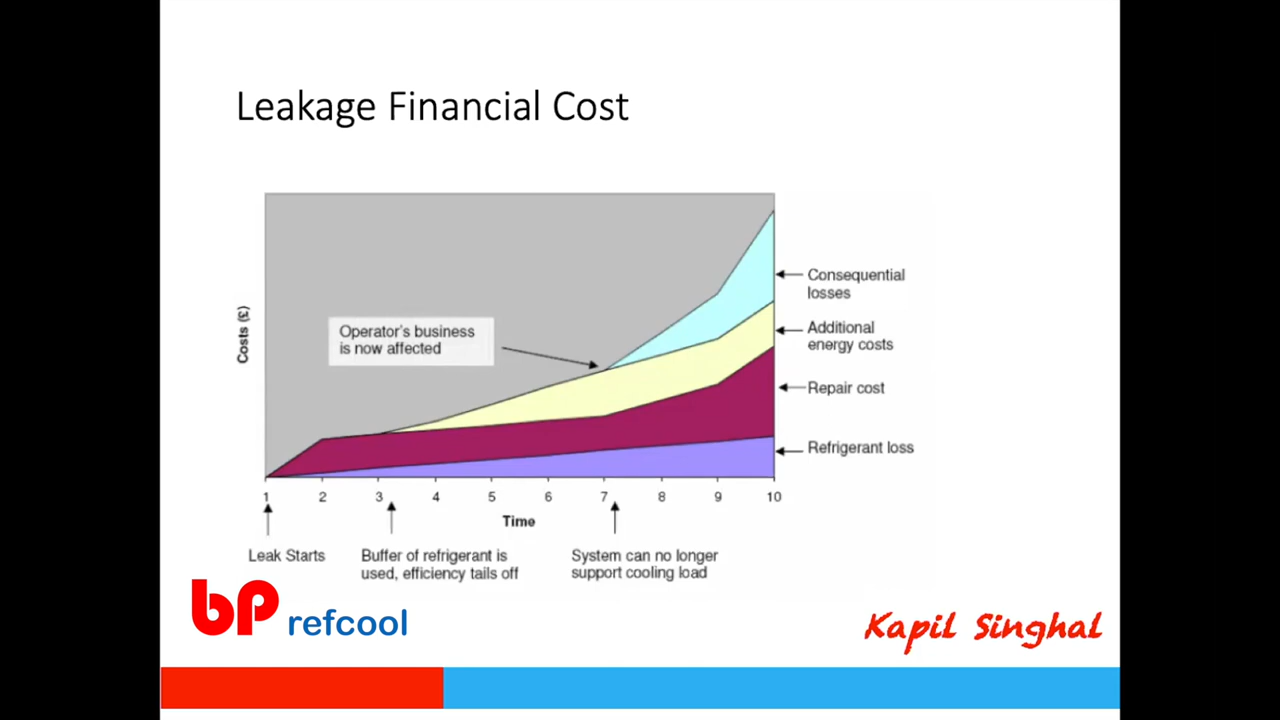 Leakage Financial Cost
Costs (£)
Operator's business
is now affected
Consequential
losses
Additional
energy costs
Repair cost
Refrigerant loss
1 2 3 4 5 6 7 8 9 10
Time
Leak Starts
Buffer of refrigerant is
used, efficiency tails off
System can no longer
support cooling load
bp refcool
Kapil Singhal